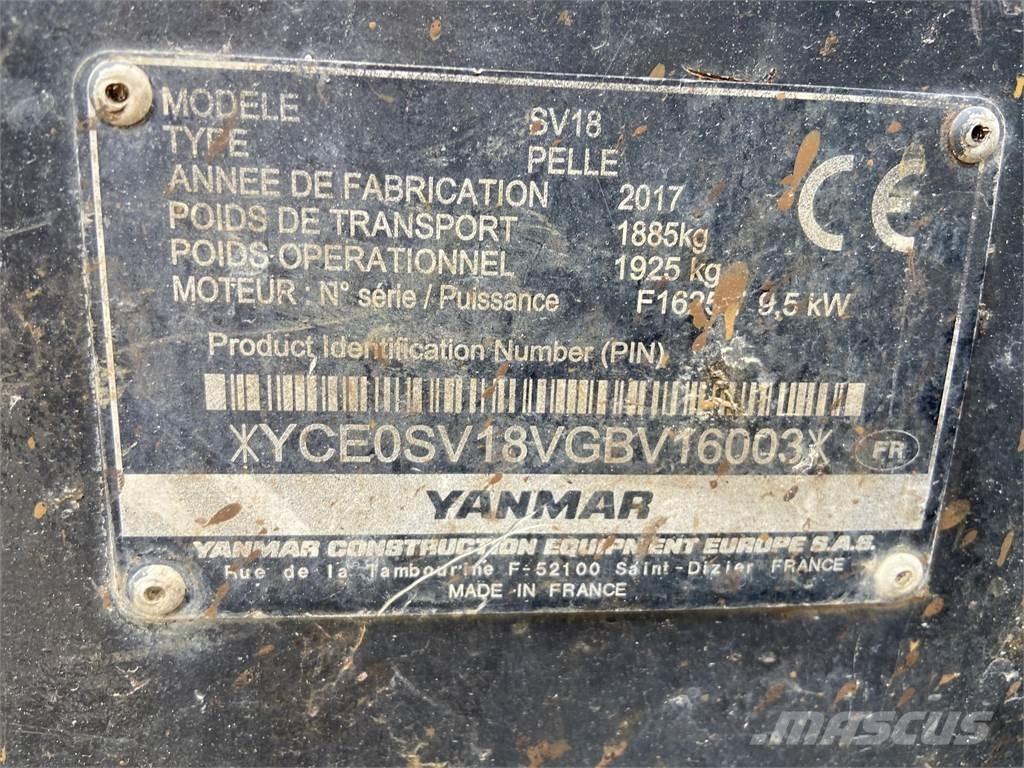 MODELE SV18
TYPE PELLE
ANNEE DE FABRICATION 2017
POIDS DE TRANSPORT 1885kg
POIDS OPERATIONNEL 1925 kg
MOTEUR : N° série / Puissance / 9,5 kW
Product Identification Number (PIN)
*YCE0SV18VGBV16003*
FR
CE
YANMAR
YANMAR CONSTRUCTION EQUIPMENT EUROPE S.A.S.
Rue de la Tambourine F-52100 Saint-Dizier FRANCE
MADE IN FRANCE
MASCUS